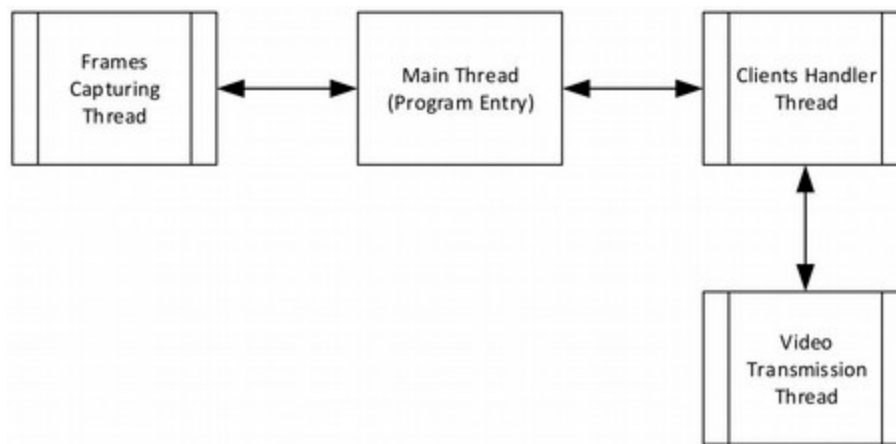 Frames
Capturing
Thread
Main Thread
(Program Entry)
Clients Handler
Thread
Video
Transmission
Thread